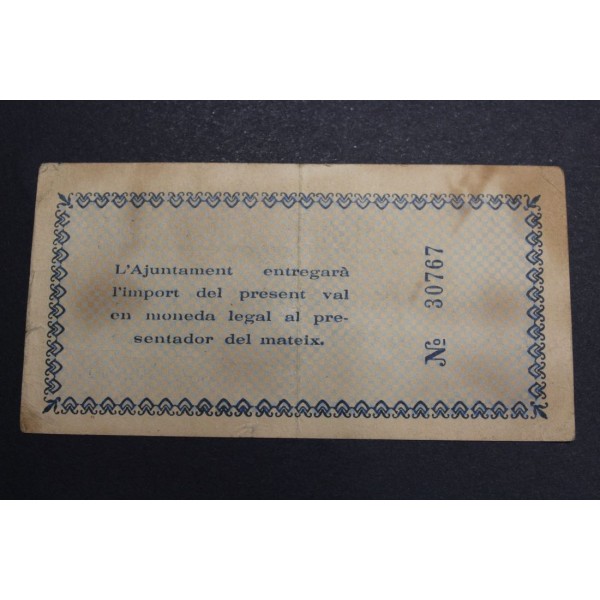 L'Ajuntament entregarà
l'import del present val
en moneda legal al pre-
sentador del mateix.
Nº 30767